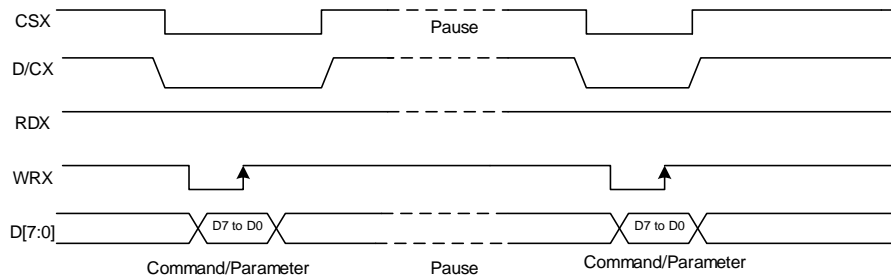 CSX
Pause
D/CX
RDX
WRX
D[7:0]
D7 to D0
D7 to D0
Command/Parameter
Pause
Command/Parameter